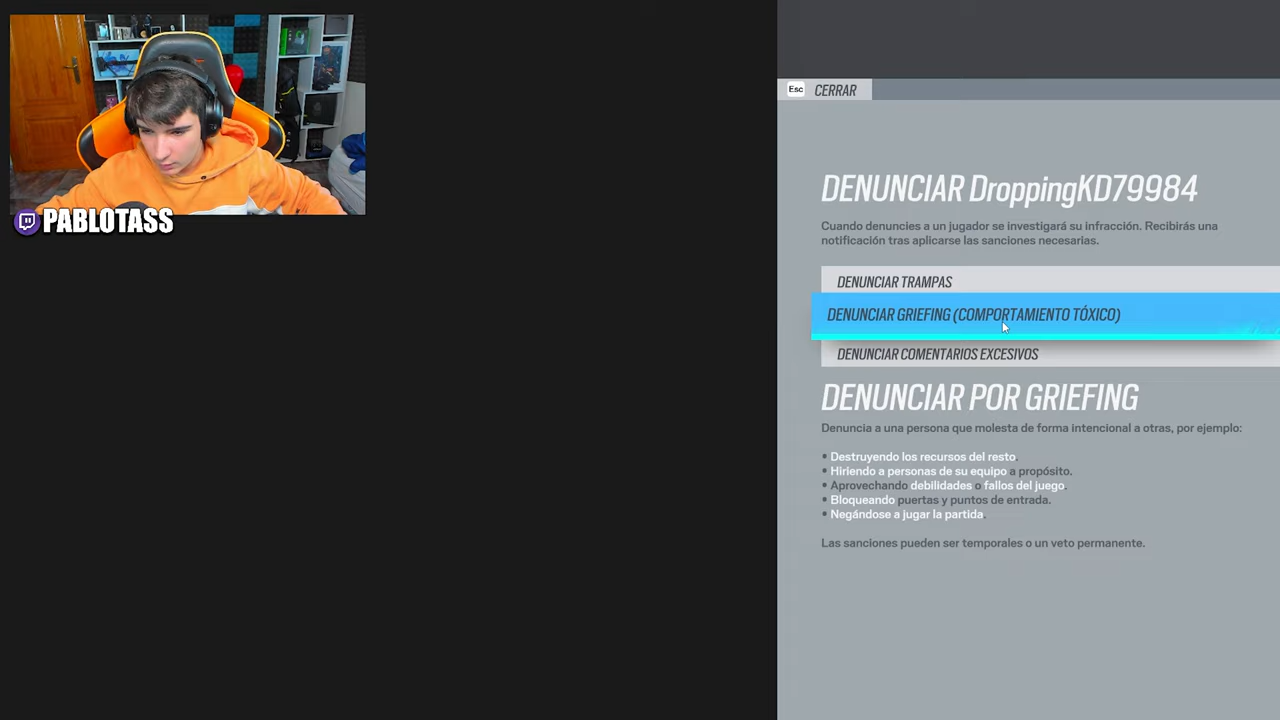 PABLOTASS
Esc CERRAR
DENUNCIAR DroppingKD79984
Cuando denuncies a un jugador se investigará su infracción. Recibirás una
notificación tras aplicarse las sanciones necesarias.
DENUNCIAR TRAMPAS
DENUNCIAR GRIEFING (COMPORTAMIENTO TÓXICO)
DENUNCIAR COMENTARIOS EXCESIVOS
DENUNCIAR POR GRIEFING
Denuncia a una persona que molesta de forma intencional a otras, por ejemplo:
• Destruyendo los recursos del resto.
• Hiriendo a personas de su equipo a propósito.
• Aprovechando debilidades o fallos del juego.
• Bloqueando puertas y puntos de entrada.
• Negándose a jugar la partida.
Las sanciones pueden ser temporales o un veto permanente.